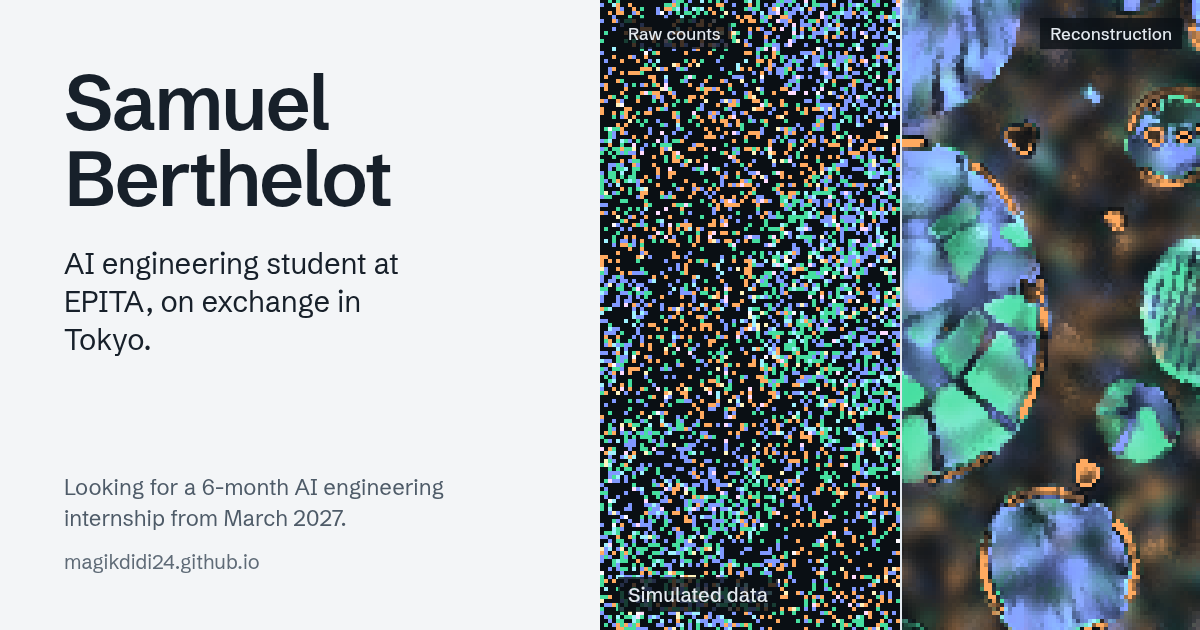 Samuel
Berthelot
AI engineering student at
EPITA, on exchange in
Tokyo.
Looking for a 6-month AI engineering
internship from March 2027.
magikdidi24.github.io
Raw counts
Simulated data
Reconstruction